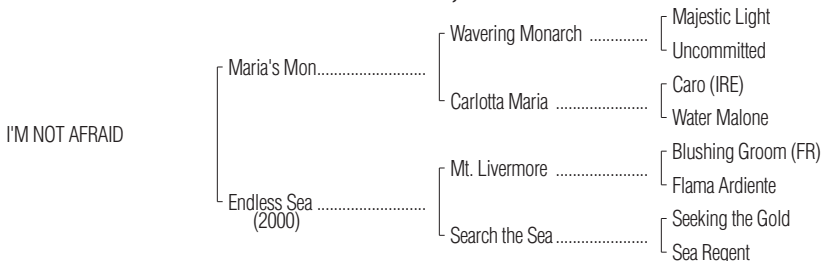 Majestic Light
Wavering Monarch ..............
Uncommitted
Maria's Mon.........................
Caro (IRE)
Carlotta Maria .....................
Water Malone
I'M NOT AFRAID
Blushing Groom (FR)
Mt. Livermore .....................
Flama Ardiente
Endless Sea .........................
(2000)
Seeking the Gold
Search the Sea.....................
Sea Regent